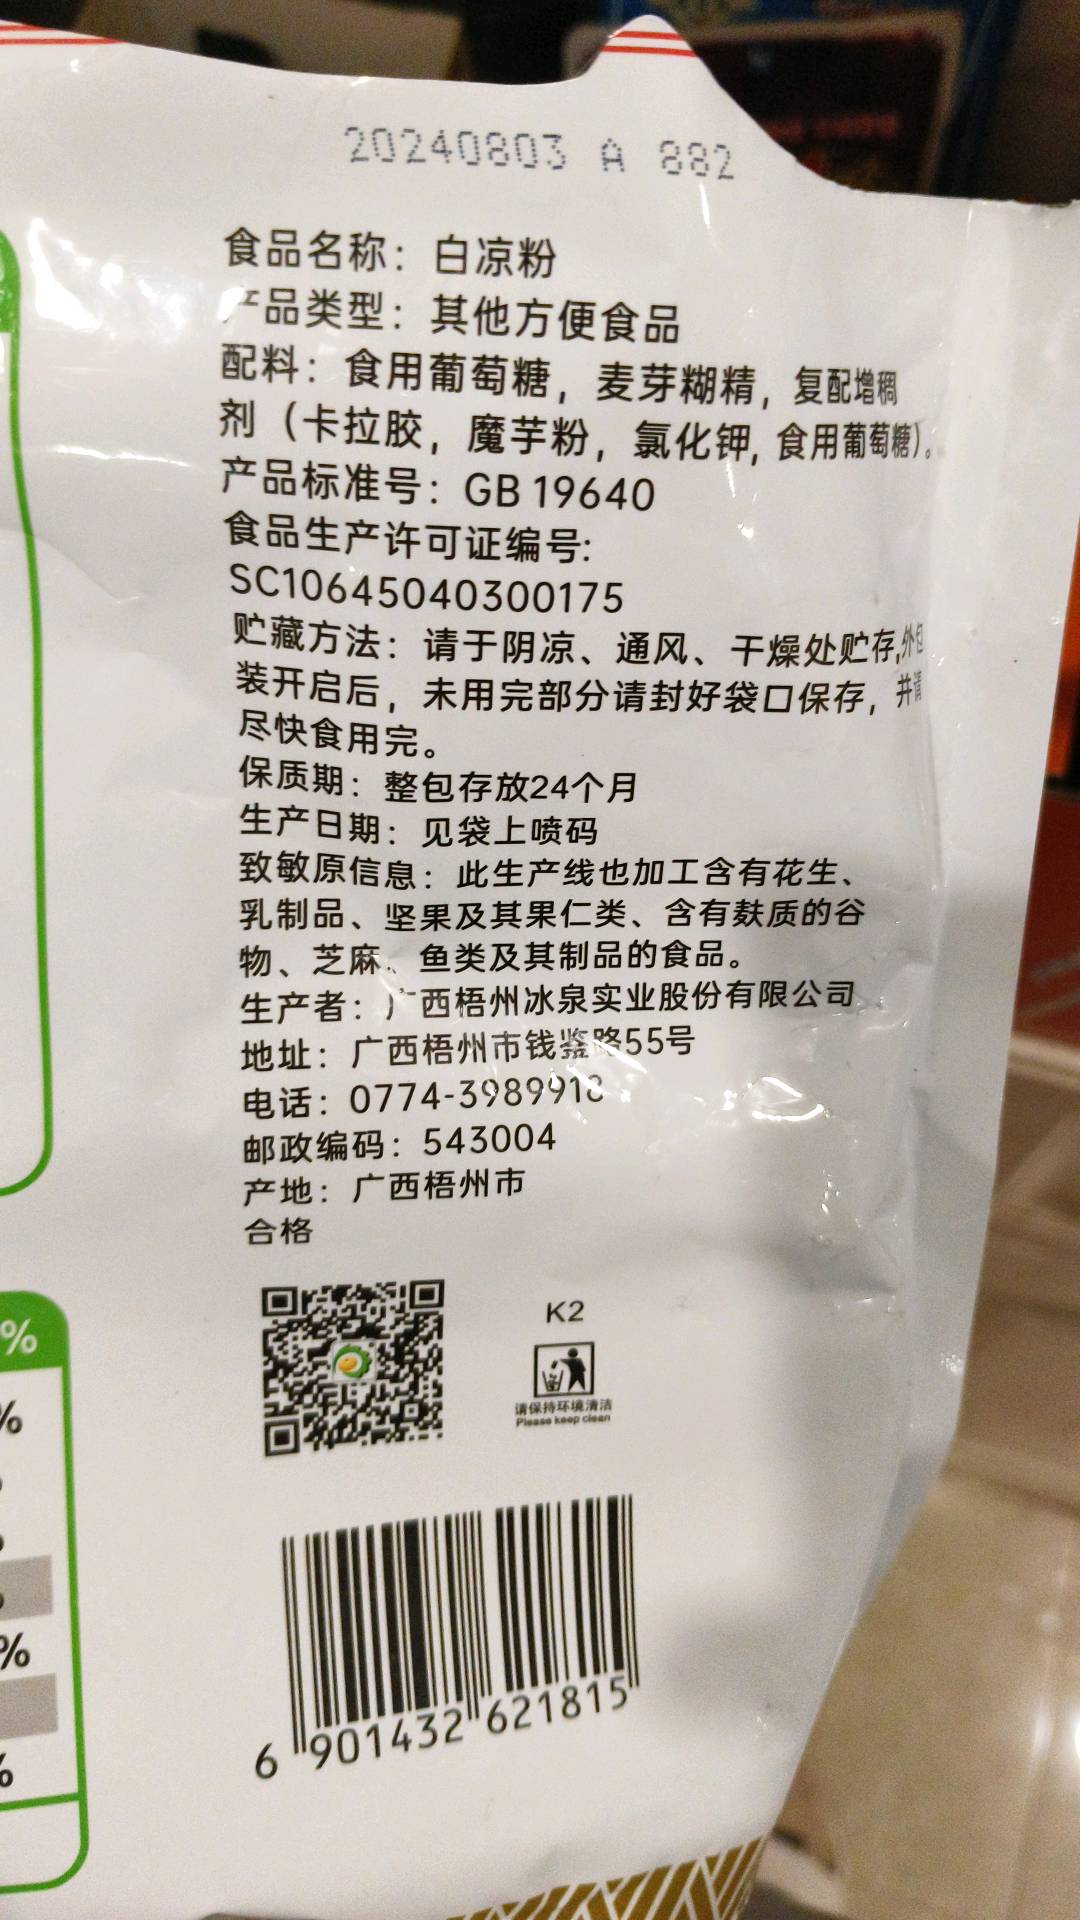 20240803 A 882
食品名称：白凉粉
产品类型：其他方便食品
配料：食用葡萄糖，麦芽糊精，复配增稠
剂（卡拉胶，魔芋粉，氯化钾，食用葡萄糖）。
产品标准号：GB 19640
食品生产许可证编号：
SC10645040300175
贮藏方法：请于阴凉、通风、干燥处贮存，外包
装开启后，未用完部分请封好袋口保存，并请
尽快食用完。
保质期：整包存放24个月
生产日期：见袋上喷码
致敏原信息：此生产线也加工含有花生、
乳制品、坚果及其果仁类、含有麸质的谷
物、芝麻、鱼类及其制品的食品。
生产者：广西梧州冰泉实业股份有限公司
地址：广西梧州市钱鉴路55号
电话：0774-3989918
邮政编码：543004
产地：广西梧州市
合格
K2
请保持环境清洁
Please keep clean
6 901432 621815
%
%
%
%